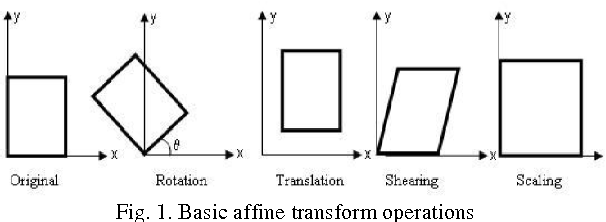 y y y y y
θ
x x x x x
Original Rotation Translation Shearing Scaling
Fig. 1. Basic affine transform operations